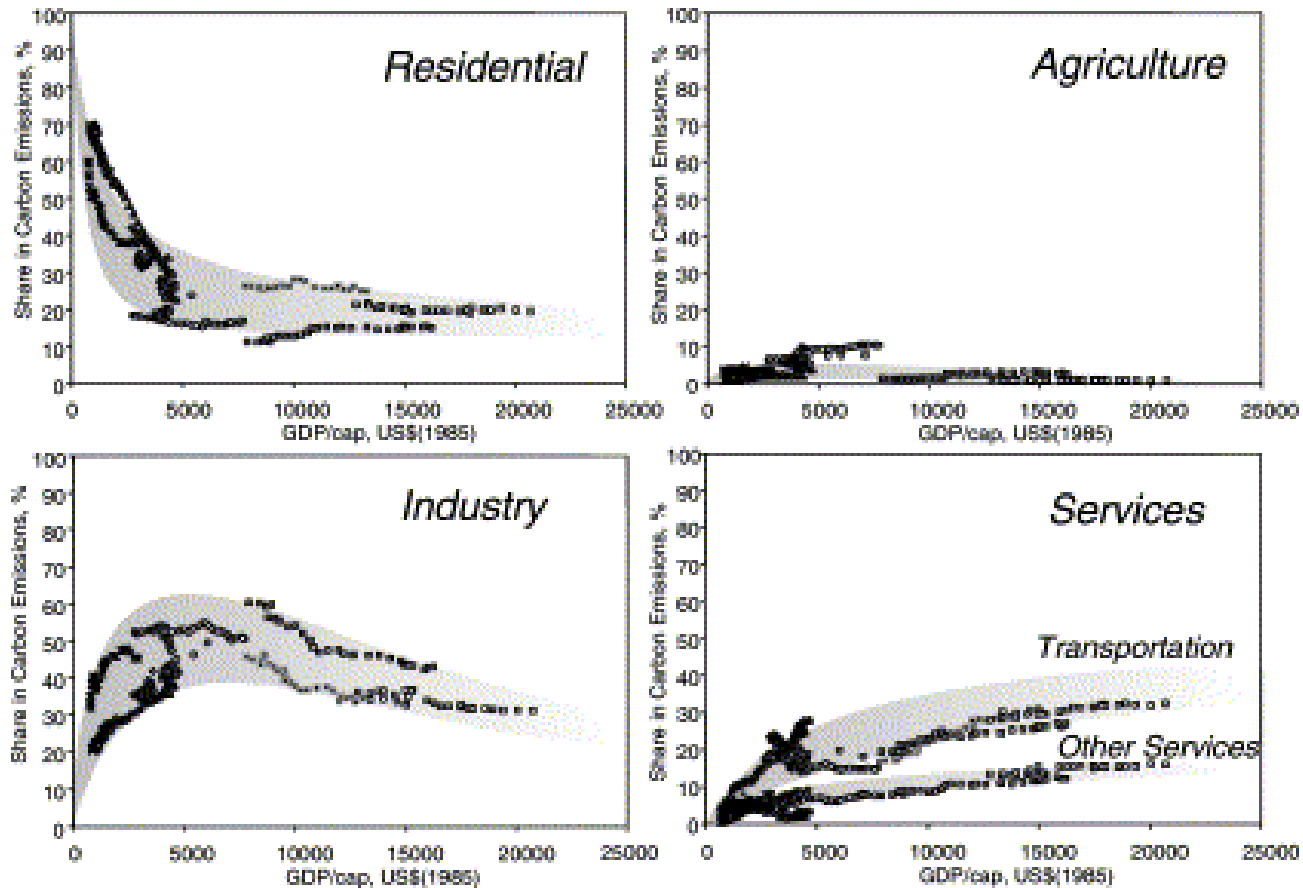 Residential
Share in Carbon Emissions, %
100
90
80
70
60
50
40
30
20
10
0
0 5000 10000 15000 20000 25000
GDP/cap, US$(1985)
Agriculture
Share in Carbon Emissions, %
100
90
80
70
60
50
40
30
20
10
0
0 5000 10000 15000 20000 25000
GDP/cap, US$(1985)
Industry
Share in Carbon Emissions, %
100
90
80
70
60
50
40
30
20
10
0
0 5000 10000 15000 20000 25000
GDP/cap, US$(1985)
Services
Share in Carbon Emissions, %
100
90
80
70
60
50
40
30
20
10
0
Transportation
Other Services
0 5000 10000 15000 20000 25000
GDP/cap, US$(1985)